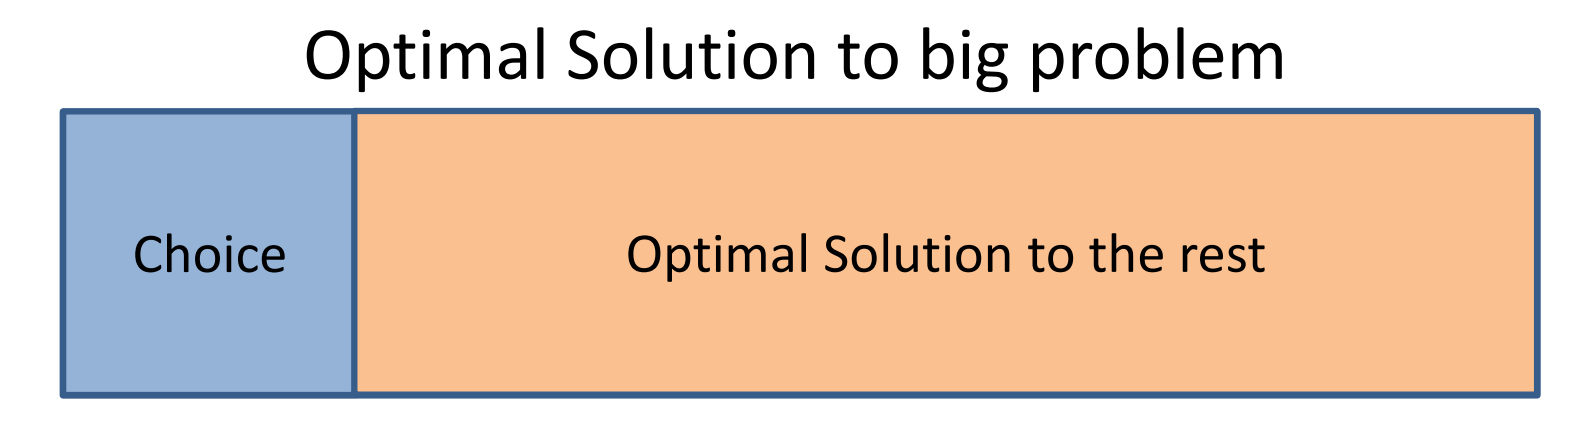 Optimal Solution to big problem
Choice
Optimal Solution to the rest